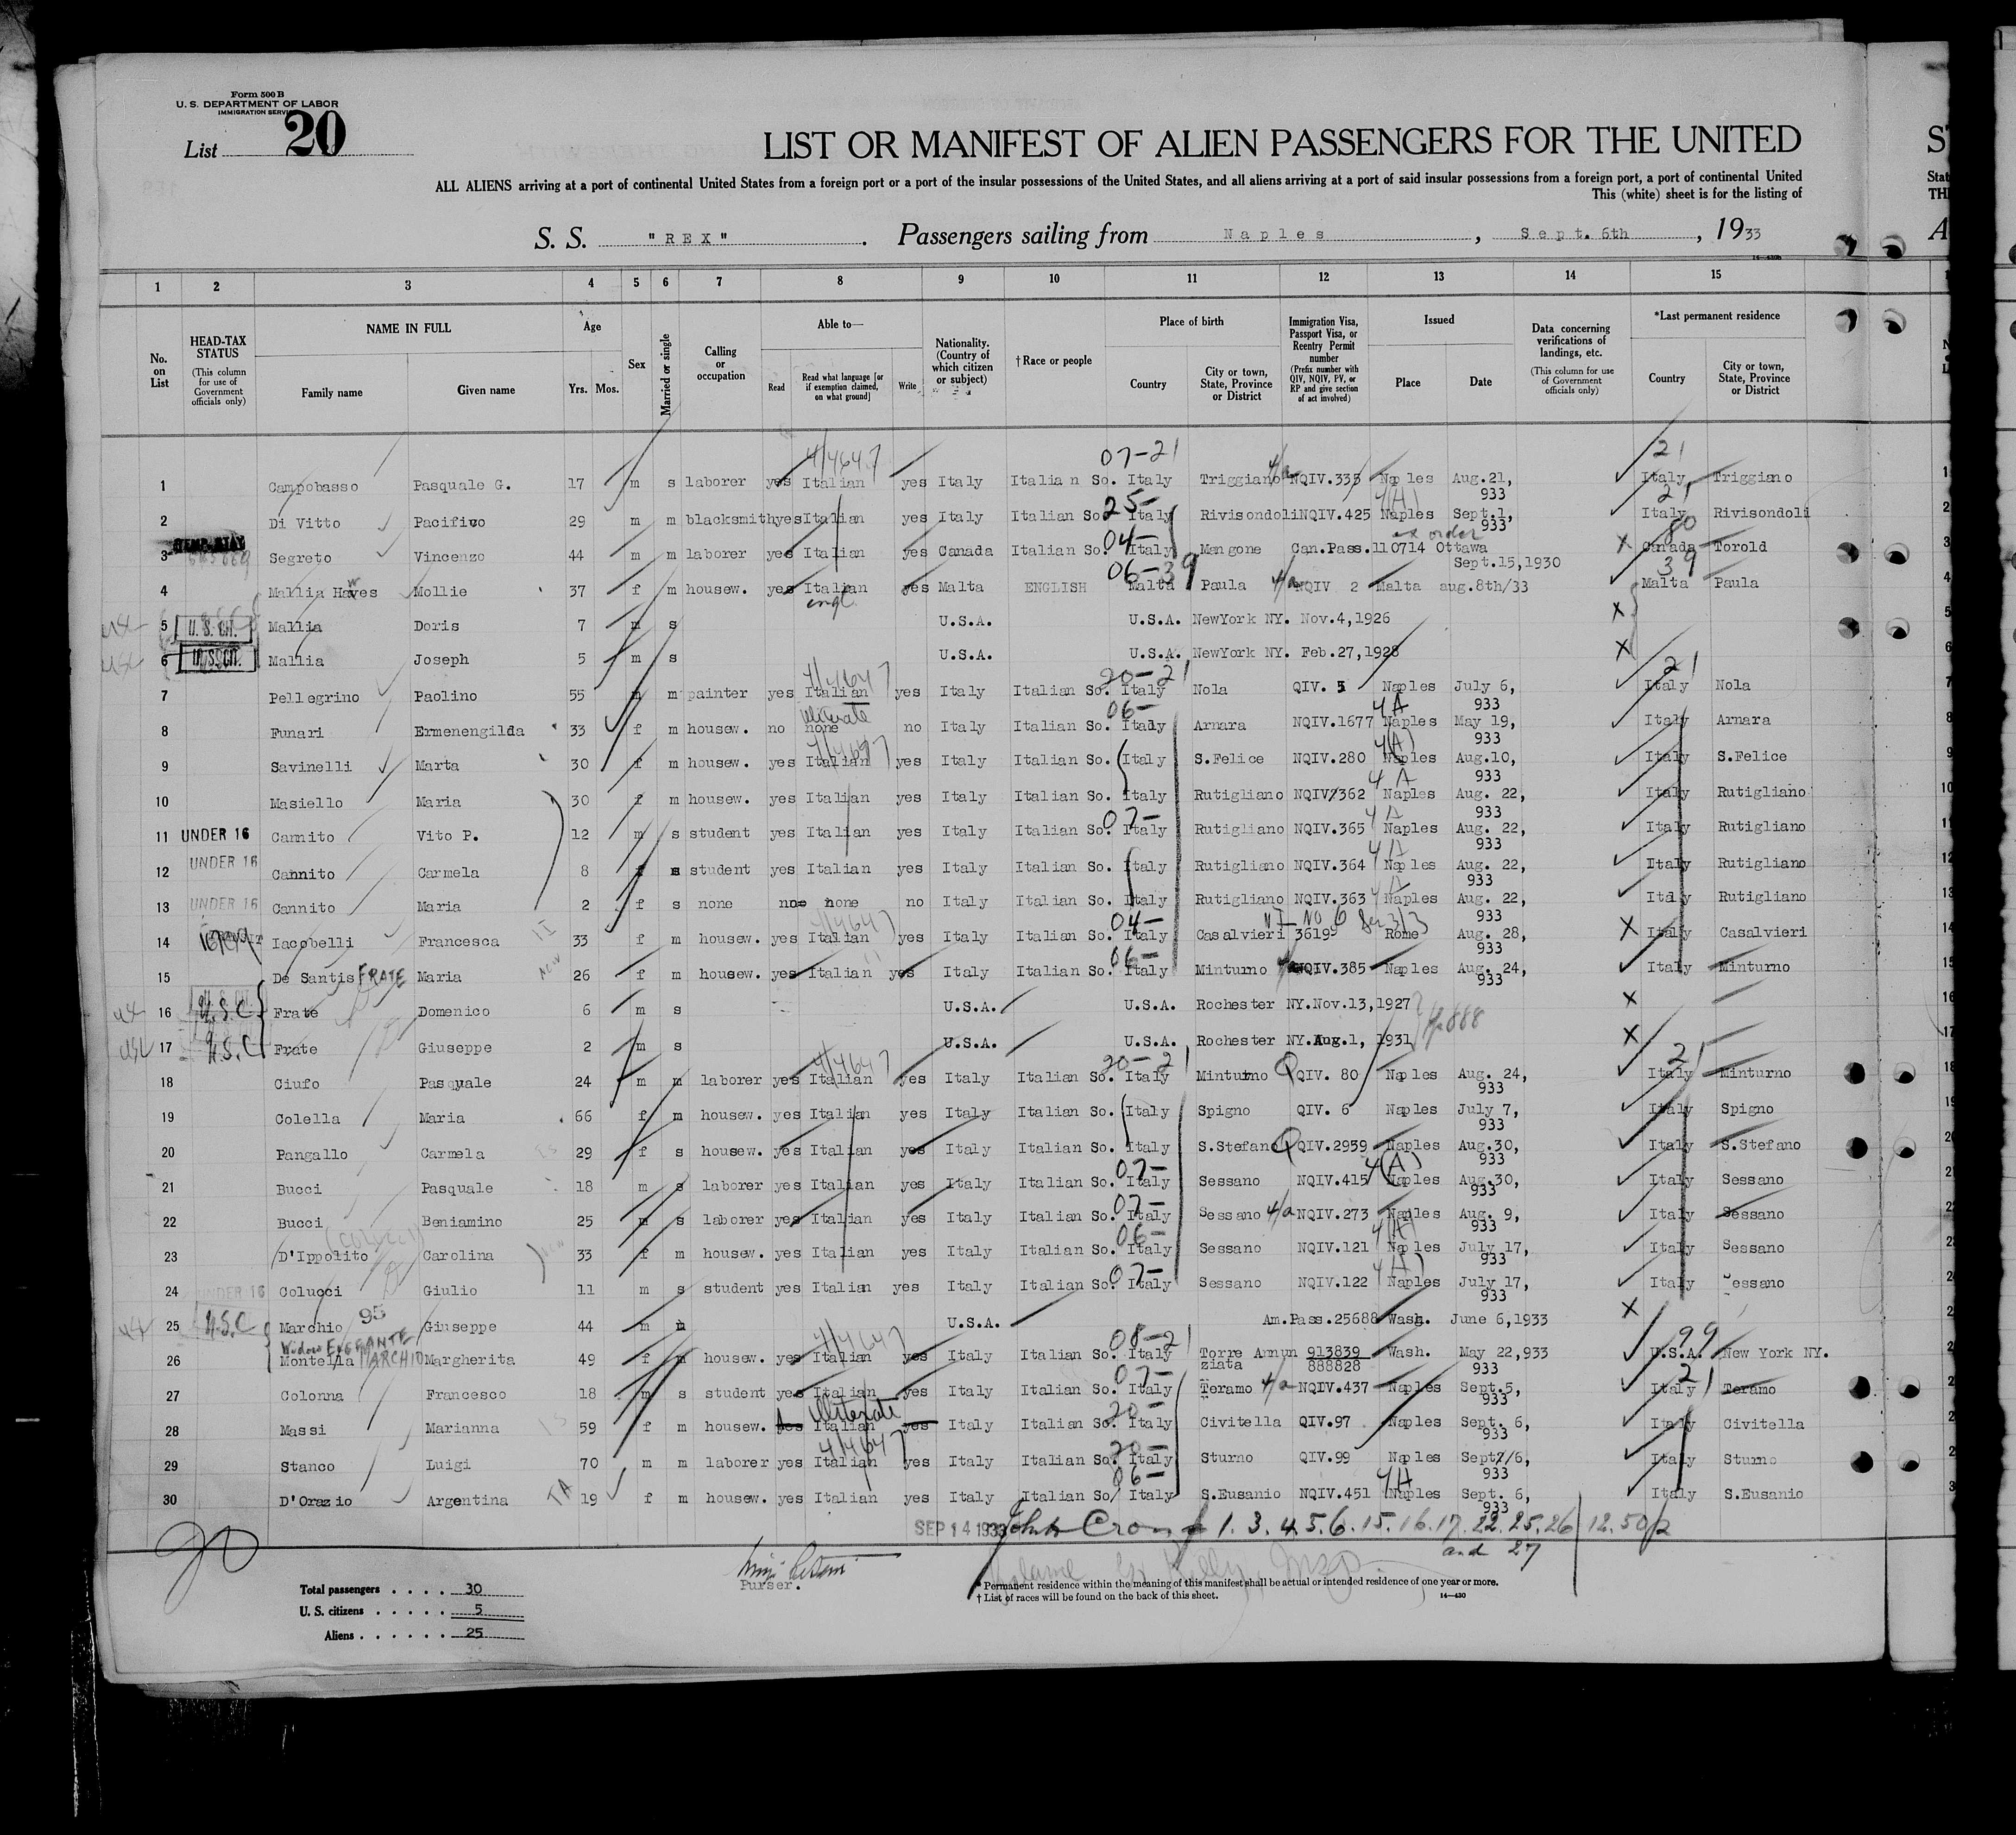 Form 500 B
U. S. DEPARTMENT OF LABOR
IMMIGRATION SERVICE
List 20
LIST OR MANIFEST OF ALIEN PASSENGERS FOR THE UNITED
ALL ALIENS arriving at a port of continental United States from a foreign port or a port of the insular possessions of the United States, and all aliens arriving at a port of said insular possessions from a foreign port, a port of continental United
This (white) sheet is for the listing of
S. S. "REX". Passengers sailing from Naples, Sept. 6th, 1933
1 2 3 4 5 6 7 8 9 10 11 12 13 14 15
No. on List
HEAD-TAX STATUS (This column for use of Government officials only)
NAME IN FULL Family name Given name
Age Yrs. Mos.
Sex
Married or single
Calling or occupation
Able to— Read Read what language [or if exemption claimed, on what ground] Write
Nationality. (Country of which citizen or subject)
†Race or people
Place of birth Country City or town, State, Province or District
Immigration Visa, Passport Visa, or Reentry Permit number (Prefix number with QIV, NQIV, PV, or RP and give section of act involved)
Issued Place Date
Data concerning verifications of landings, etc. (This column for use of Government officials only)
*Last permanent residence Country City or town, State, Province or District
1 Campobasso Pasquale G. 17 m s laborer yes Italian yes Italy Italian So. Italy Triggiano NQIV.335 Naples Aug.21, 933 Italy Triggiano
2 Di Vitto Pacifico 29 m m blacksmith yes Italian yes Italy Italian So. Italy Rivisondoli NQIV.425 Naples Sept.1, 933 Italy Rivisondoli
3 Segreto Vincenzo 44 m m laborer yes Italian yes Canada Italian So. Italy Mangone Can.Pass.110714 Ottawa Sept.15,1930 Canada Torold
4 Mallia Hawes Mollie 37 f m housew. yes Italian engl. yes Malta ENGLISH Malta Paula NQIV 2 Malta aug.8th/33 Malta Paula
5 U. S. CIT. Mallia Doris 7 m s U.S.A. U.S.A. NewYork NY. Nov.4,1926
6 U. S. CIT. Mallia Joseph 5 m s U.S.A. U.S.A. NewYork NY. Feb.27,1928
7 Pellegrino Paolino 55 m m painter yes Italian yes Italy Italian So. Italy Nola QIV. 5 Naples July 6, 933 Italy Nola
8 Funari Ermenengilda 33 f m housew. no none no Italy Italian So. Italy Arnara NQIV.1677 Naples May 19, 933 Italy Arnara
9 Savinelli Marta 30 f m housew. yes Italian yes Italy Italian So. Italy S.Felice NQIV.280 Naples Aug.10, 933 Italy S.Felice
10 Masiello Maria 30 f m housew. yes Italian yes Italy Italian So. Italy Rutigliano NQIV/362 Naples Aug. 22, 933 Italy Rutigliano
11 UNDER 16 Cannito Vito P. 12 m s student yes Italian yes Italy Italian So. Italy Rutigliano NQIV.365 Naples Aug. 22, 933 Italy Rutigliano
12 UNDER 16 Cannito Carmela 8 f s student yes Italian yes Italy Italian So. Italy Rutigliano NQIV.364 Naples Aug. 22, 933 Italy Rutigliano
13 UNDER 16 Cannito Maria 2 f s none no none no Italy Italian So. Italy Rutigliano NQIV.363 Naples Aug. 22, 933 Italy Rutigliano
14 Iacobelli Francesca 33 f m housew. yes Italian yes Italy Italian So. Italy Casalvieri 3619 Rome Aug. 28, 933 Italy Casalvieri
15 De Santis FRATE Maria 26 f m housew. yes Italian yes Italy Italian So. Italy Minturno NQIV.385 Naples Aug. 24, 933 Italy Minturno
16 U.S.C Frate Domenico 6 m s U.S.A. U.S.A. Rochester NY.Nov.13,1927
17 U.S.C Frate Giuseppe 2 m s U.S.A. U.S.A. Rochester NY.Aug.1, 1931
18 Ciufo Pasquale 24 m m laborer yes Italian yes Italy Italian So. Italy Minturno QIV. 80 Naples Aug. 24, 933 Italy Minturno
19 Colella Maria 66 f m housew. yes Italian yes Italy Italian So. Italy Spigno QIV. 6 Naples July 7, 933 Italy Spigno
20 Pangallo Carmela 29 f s housew. yes Italian yes Italy Italian So. Italy S.Stefano QIV.2959 Naples Aug.30, 933 Italy S.Stefano
21 Bucci Pasquale 18 m s laborer yes Italian yes Italy Italian So. Italy Sessano NQIV.415 Naples Aug.30, 933 Italy Sessano
22 Bucci Beniamino 25 m s laborer yes Italian yes Italy Italian So. Italy Sessano NQIV.273 Naples Aug. 9, 933 Italy Sessano
23 D'Ippolito (COLUCCI) Carolina 33 f m housew. yes Italian yes Italy Italian So. Italy Sessano NQIV.121 Naples July 17, 933 Italy Sessano
24 UNDER 16 Colucci Giulio 11 m s student yes Italian yes Italy Italian So. Italy Sessano NQIV.122 Naples July 17, 933 Italy Sessano
25 U.S.C Marchio 95 Giuseppe 44 m m U.S.A. Am.Pass.25688 Wash. June 6,1933
26 Montella MARCHIO Margherita 49 f m housew. yes Italian yes Italy Italian So. Italy Torre Annunziata 913839 888828 Wash. May 22,933 U.S.A. New York NY.
27 Colonna Francesco 18 m s student yes Italian yes Italy Italian So. Italy Teramo NQIV.437 Naples Sept.5, 933 Italy Teramo
28 Massi Marianna 59 f m housew. yes Italian illiterate yes Italy Italian So. Italy Civitella QIV.97 Naples Sept. 6, 933 Italy Civitella
29 Stanco Luigi 70 m m laborer yes Italian yes Italy Italian So. Italy Sturno QIV.99 Naples Sept/6, 933 Italy Sturno
30 D'Orazio Argentina 19 f m housew. yes Italian yes Italy Italian So. Italy S.Eusanio NQIV.451 Naples Sept. 6, 933 Italy S.Eusanio
SEP 14 1933 1. 3. 4. 5. 6. 15. 16. 17. 22. 25. 26 and 27
Purser.
Total passengers . . . . 30
U. S. citizens . . . . . 5
Aliens . . . . . . 25
* Permanent residence within the meaning of this manifest shall be actual or intended residence of one year or more.
† List of races will be found on the back of this sheet.
14—430